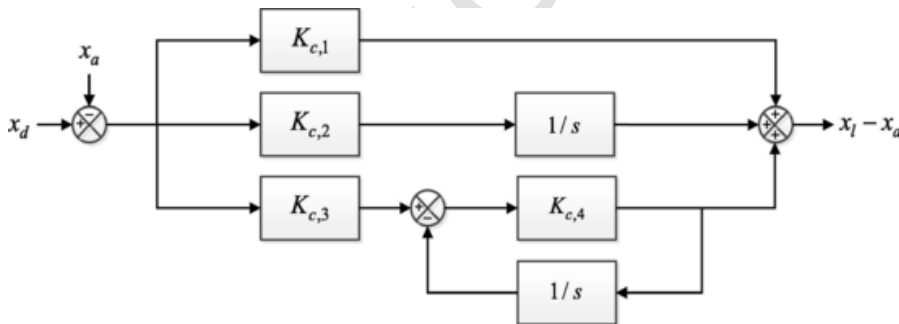 K_{c,1}
x_a
−
x_d
+
K_{c,2}
1/s
+
+
+
x_l − x_a
K_{c,3}
+
−
K_{c,4}
1/s